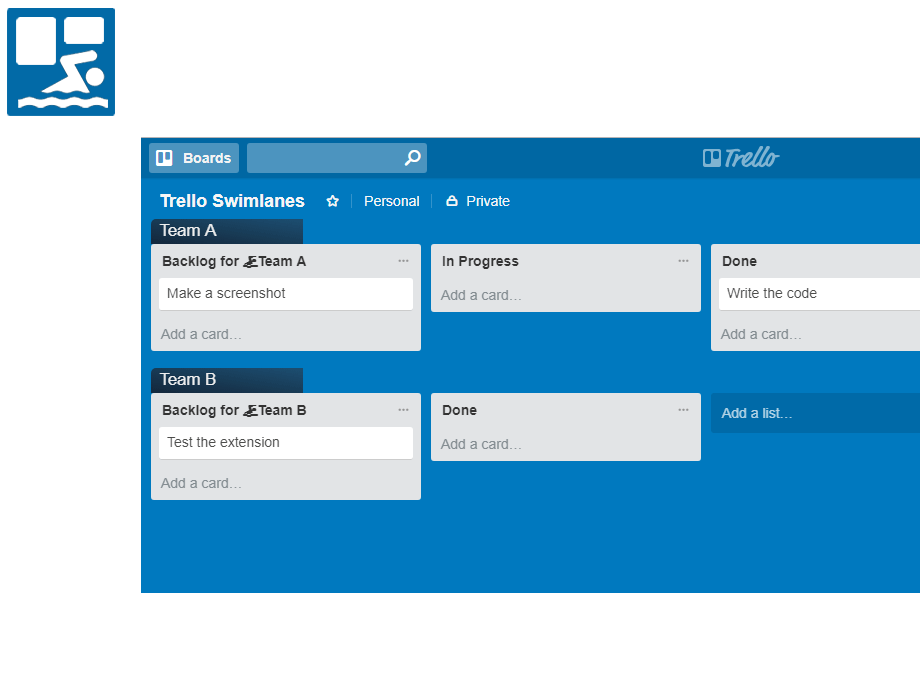 Boards
Trello
Trello Swimlanes Personal Private
Team A
Backlog for Team A ...
Make a screenshot
Add a card...
In Progress ...
Add a card...
Done
Write the code
Add a card...
Team B
Backlog for Team B ...
Test the extension
Add a card...
Done ...
Add a card...
Add a list...